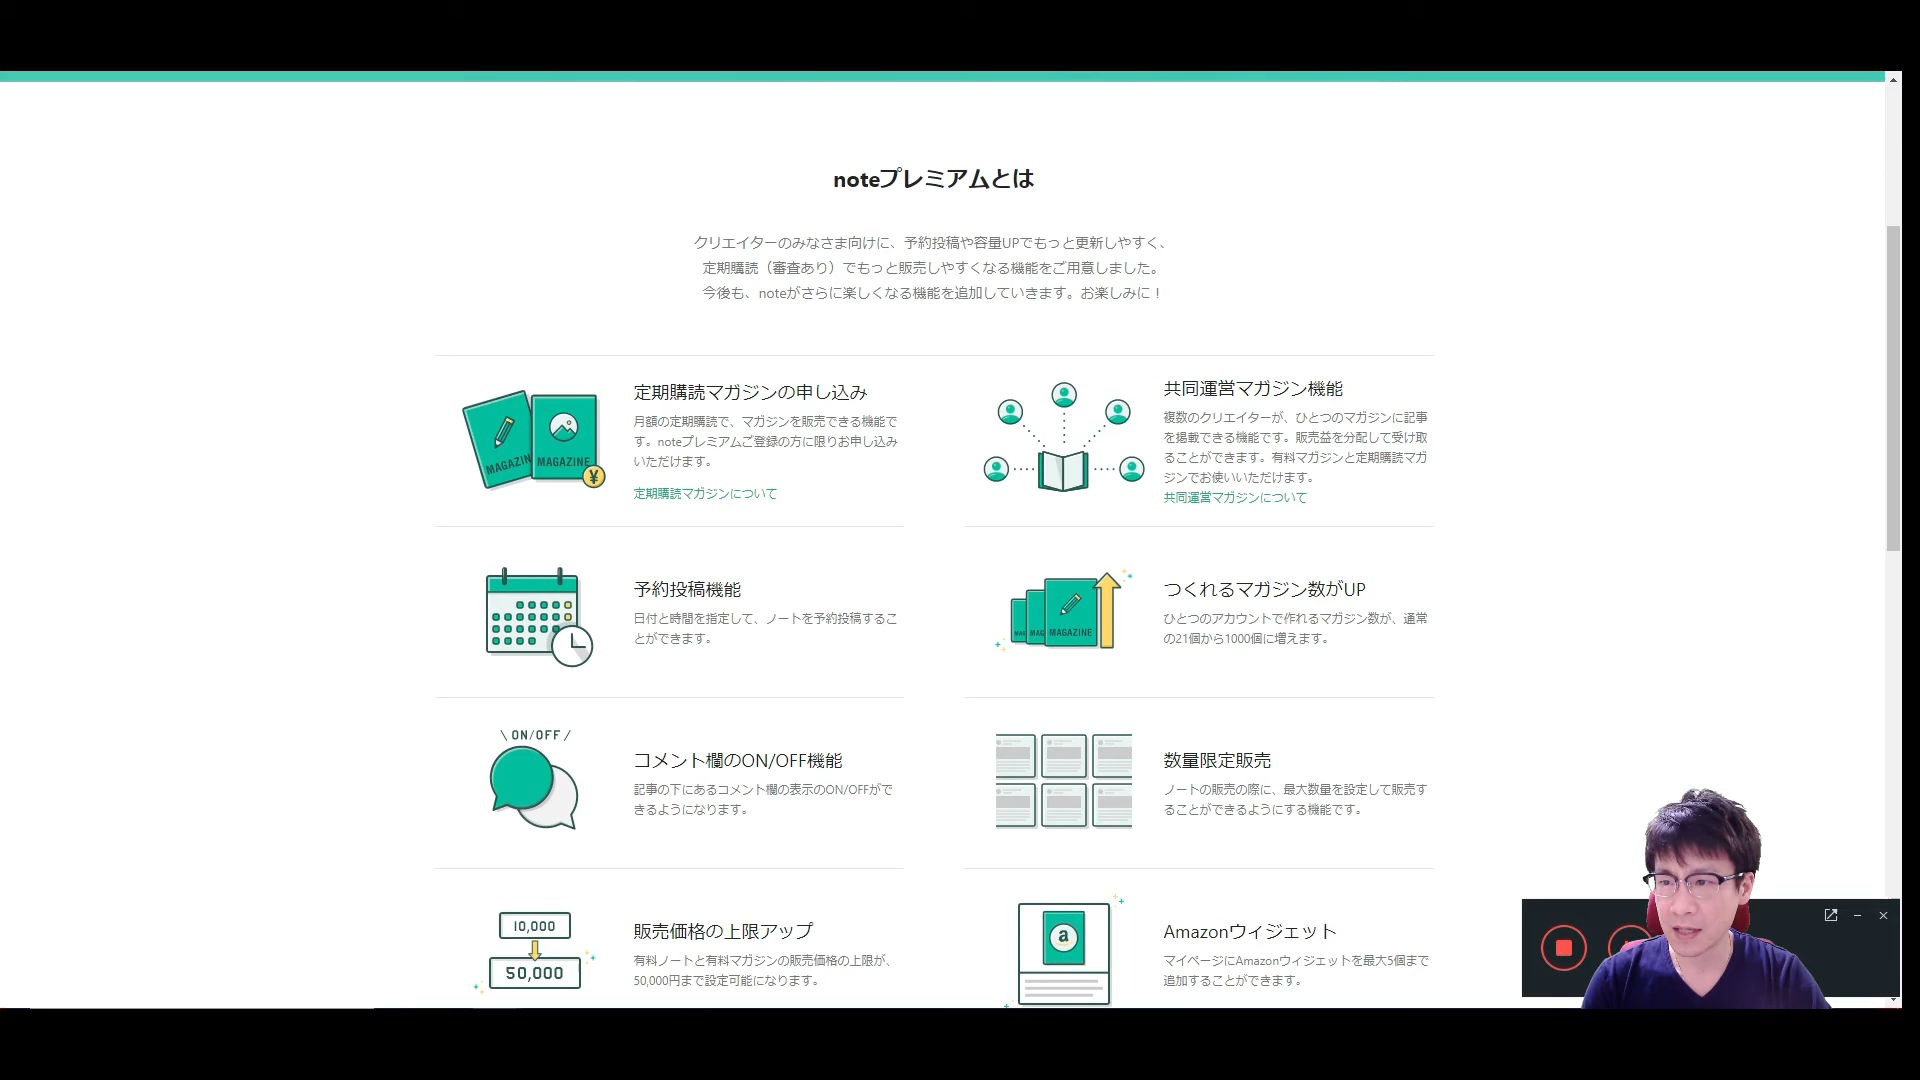 noteプレミアムとは
クリエイターのみなさま向けに、予約投稿や容量UPでもっと更新しやすく、
定期購読（審査あり）でもっと販売しやすくなる機能をご用意しました。
今後も、noteがさらに楽しくなる機能を追加していきます。お楽しみに！
MAGAZIN
MAGAZINE
¥
定期購読マガジンの申し込み
月額の定期購読で、マガジンを販売できる機能で
す。noteプレミアムご登録の方に限りお申し込み
いただけます。
定期購読マガジンについて
共同運営マガジン機能
複数のクリエイターが、ひとつのマガジンに記事
を掲載できる機能です。販売益を分配して受け取
ることができます。有料マガジンと定期購読マガ
ジンでお使いいただけます。
共同運営マガジンについて
予約投稿機能
日付と時間を指定して、ノートを予約投稿するこ
とができます。
MAG
MAG
MAGAZINE
つくれるマガジン数がUP
ひとつのアカウントで作れるマガジン数が、通常
の21個から1000個に増えます。
\ ON/OFF /
コメント欄のON/OFF機能
記事の下にあるコメント欄の表示のON/OFFがで
きるようになります。
数量限定販売
ノートの販売の際に、最大数量を設定して販売す
ることができるようにする機能です。
10,000
50,000
販売価格の上限アップ
有料ノートと有料マガジンの販売価格の上限が、
50,000円まで設定可能になります。
a
Amazonウィジェット
マイページにAmazonウィジェットを最大5個まで
追加することができます。